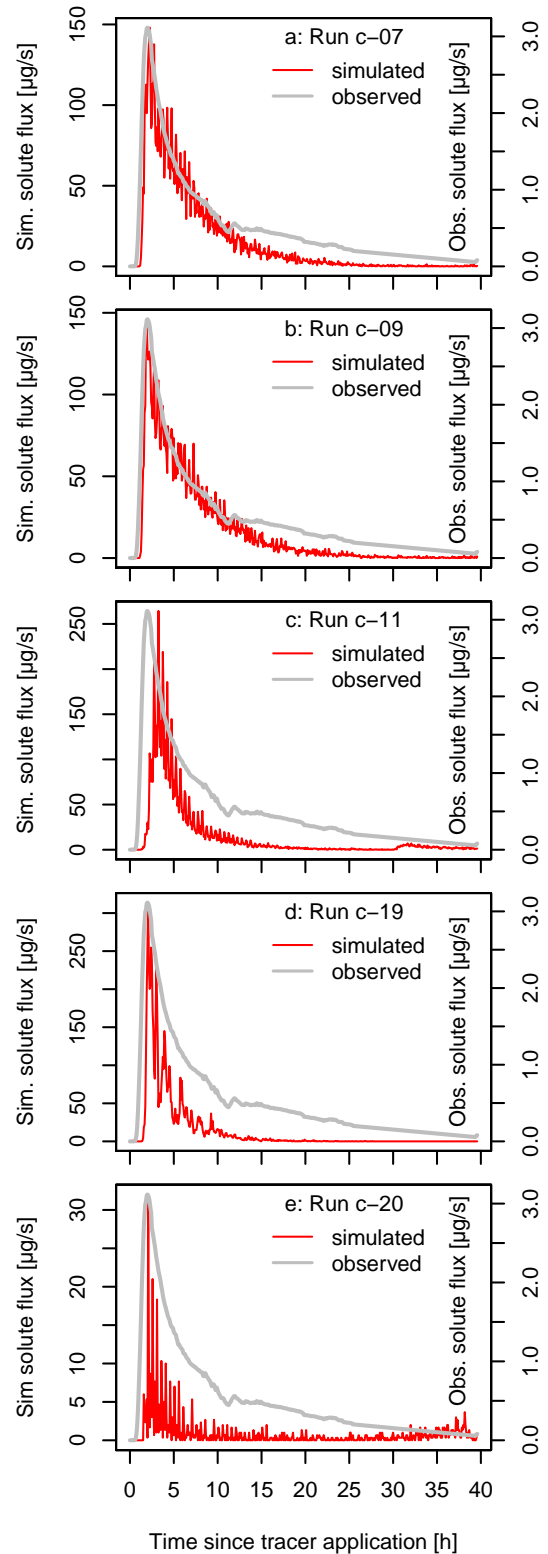 Sim. solute flux [µg/s]
0 50 100 150
a: Run c−07
simulated
observed
Obs. solute flux [µg/s]
0.0 1.0 2.0 3.0
Sim. solute flux [µg/s]
0 50 100 150
b: Run c−09
simulated
observed
Obs. solute flux [µg/s]
0.0 1.0 2.0 3.0
Sim. solute flux [µg/s]
0 50 150 250
c: Run c−11
simulated
observed
Obs. solute flux [µg/s]
0.0 1.0 2.0 3.0
Sim. solute flux [µg/s]
0 50 150 250
d: Run c−19
simulated
observed
Obs. solute flux [µg/s]
0.0 1.0 2.0 3.0
Sim solute flux [µg/s]
0 5 10 20 30
e: Run c−20
simulated
observed
Obs. solute flux [µg/s]
0.0 1.0 2.0 3.0
0 5 10 15 20 25 30 35 40
Time since tracer application [h]